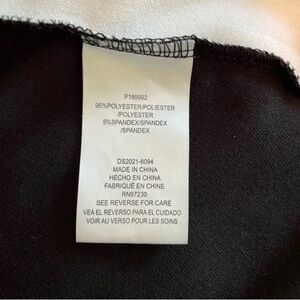 P189992
95%POLYESTER/POLIESTER
/POLYESTER
5%SPANDEX/SPANDEX
/SPANDEX
DS2021-6094
MADE IN CHINA
HECHO EN CHINA
FABRIQUÉ EN CHINE
RN97230
SEE REVERSE FOR CARE
VEA EL REVERSO PARA EL CUIDADO
VOIR AU VERSO POUR LES SOINS